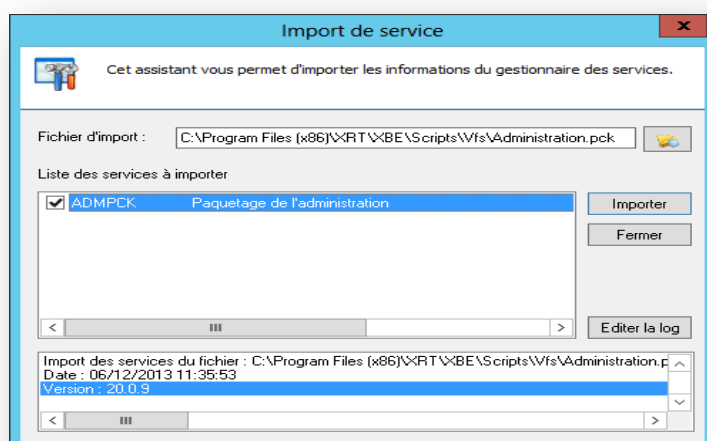 Import de service
x
Cet assistant vous permet d'importer les informations du gestionnaire des services.
Fichier d'import : C:\Program Files (x86)\XRT\XBE\Scripts\Vfs\Administration.pck
Liste des services à importer
ADMPCK Paquetage de l'administration
Importer
Fermer
Editer la log
Import des services du fichier : C:\Program Files (x86)\XRT\XBE\Scripts\Vfs\Administration.p
Date : 06/12/2013 11:35:53
Version : 20.0.9